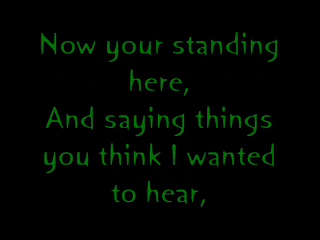 Now your standing
here,
And saying things
you think I wanted
to hear,